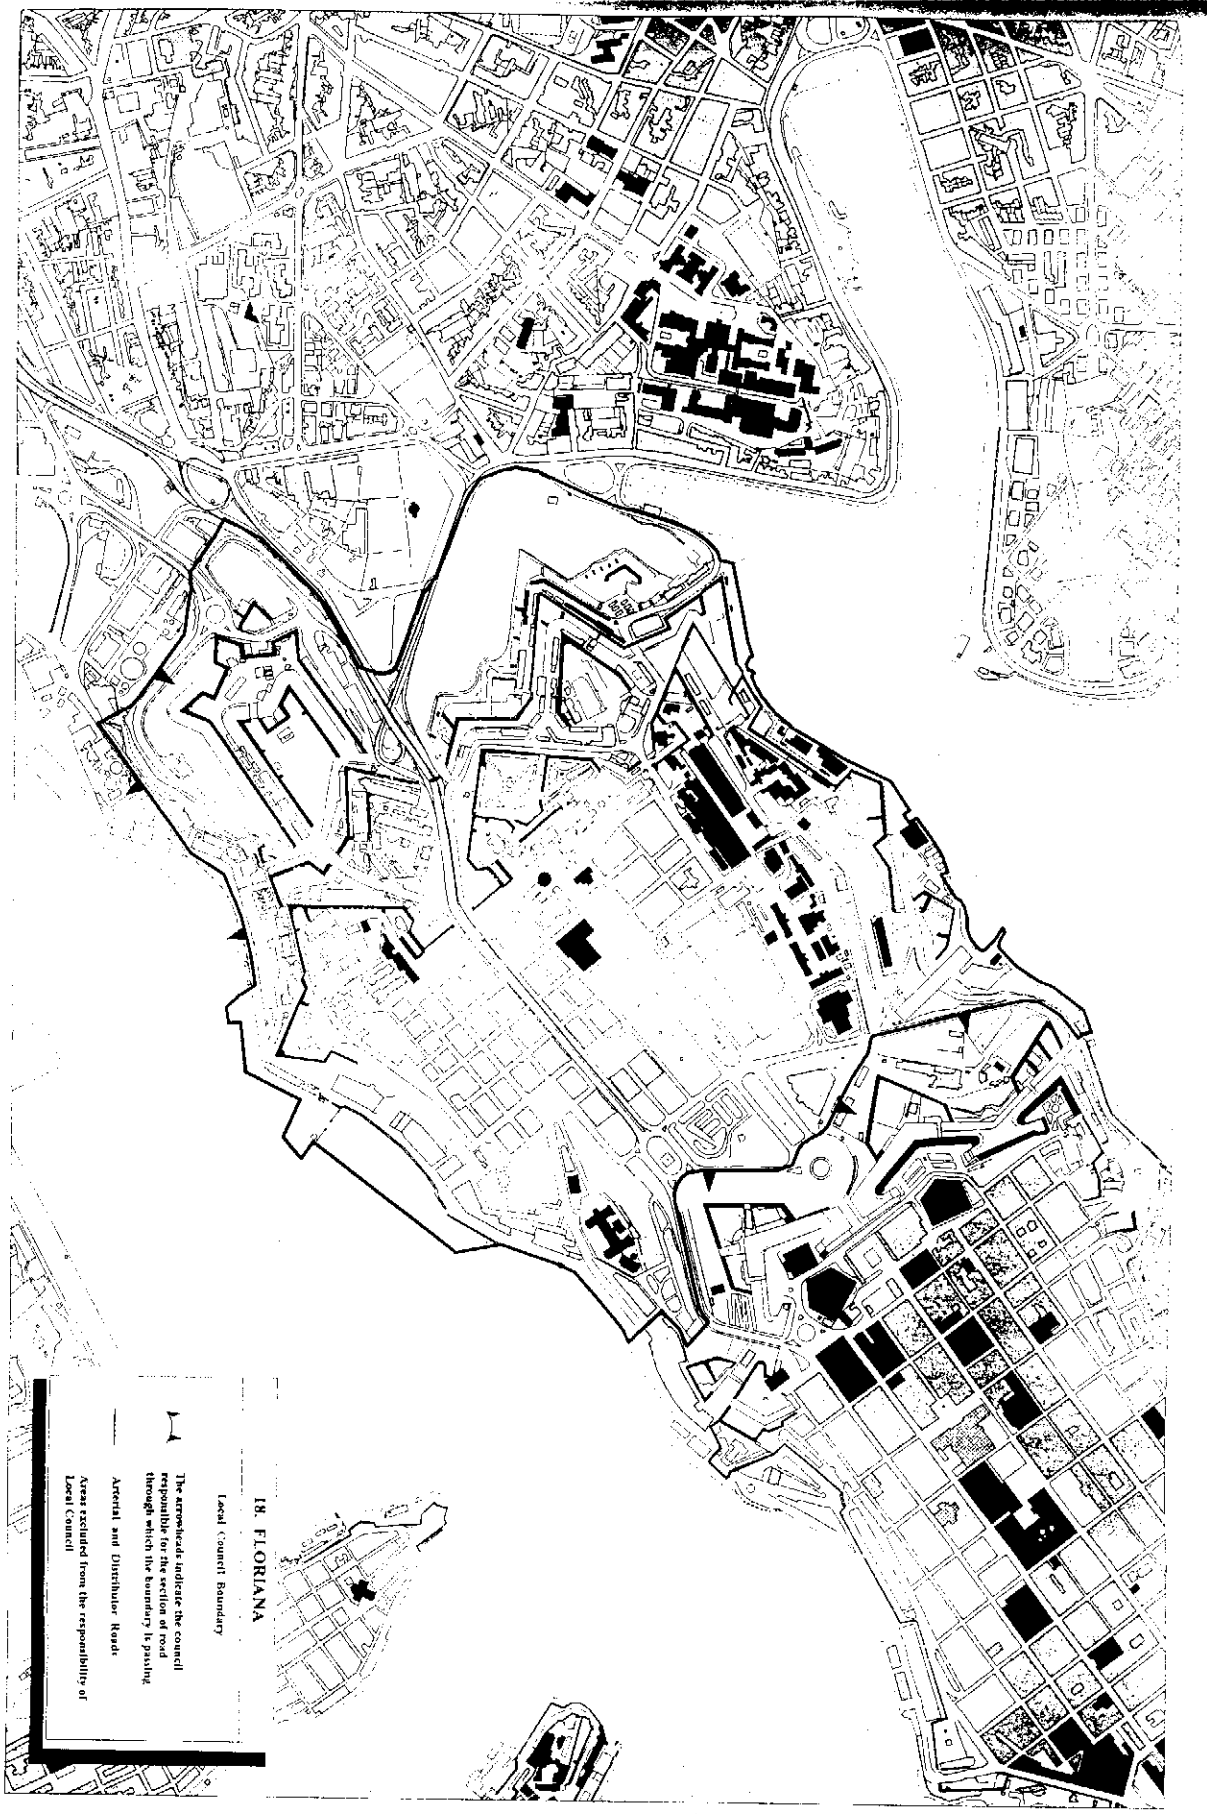 18. FLORIANA
Local Council Boundary
The arrowheads indicate the council
responsible for the section of road
through which the boundary is passing
Arterial and Distributor Roads
Areas excluded from the responsibility of
Local Council